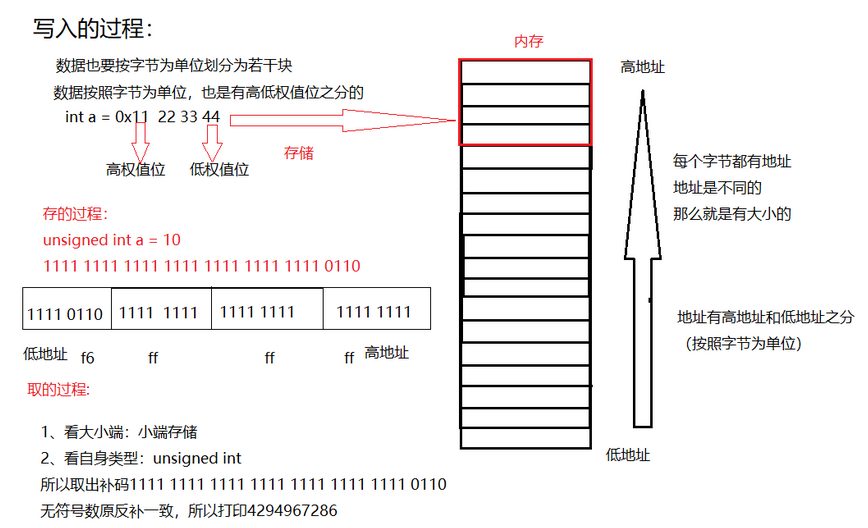 写入的过程：
数据也要按字节为单位划分为若干块
数据按照字节为单位，也是有高低权值位之分的
int a = 0x11 22 33 44
高权值位 低权值位
存储
存的过程：
unsigned int a = 10
1111 1111 1111 1111 1111 1111 1111 0110
1111 0110 1111 1111 1111 1111 1111 1111
低地址 f6 ff ff ff 高地址
取的过程:
1、看大小端：小端存储
2、看自身类型：unsigned int
所以取出补码1111 1111 1111 1111 1111 1111 1111 0110
无符号数原反补一致，所以打印4294967286
内存
高地址
每个字节都有地址
地址是不同的
那么就是有大小的
地址有高地址和低地址之分
（按照字节为单位）
低地址